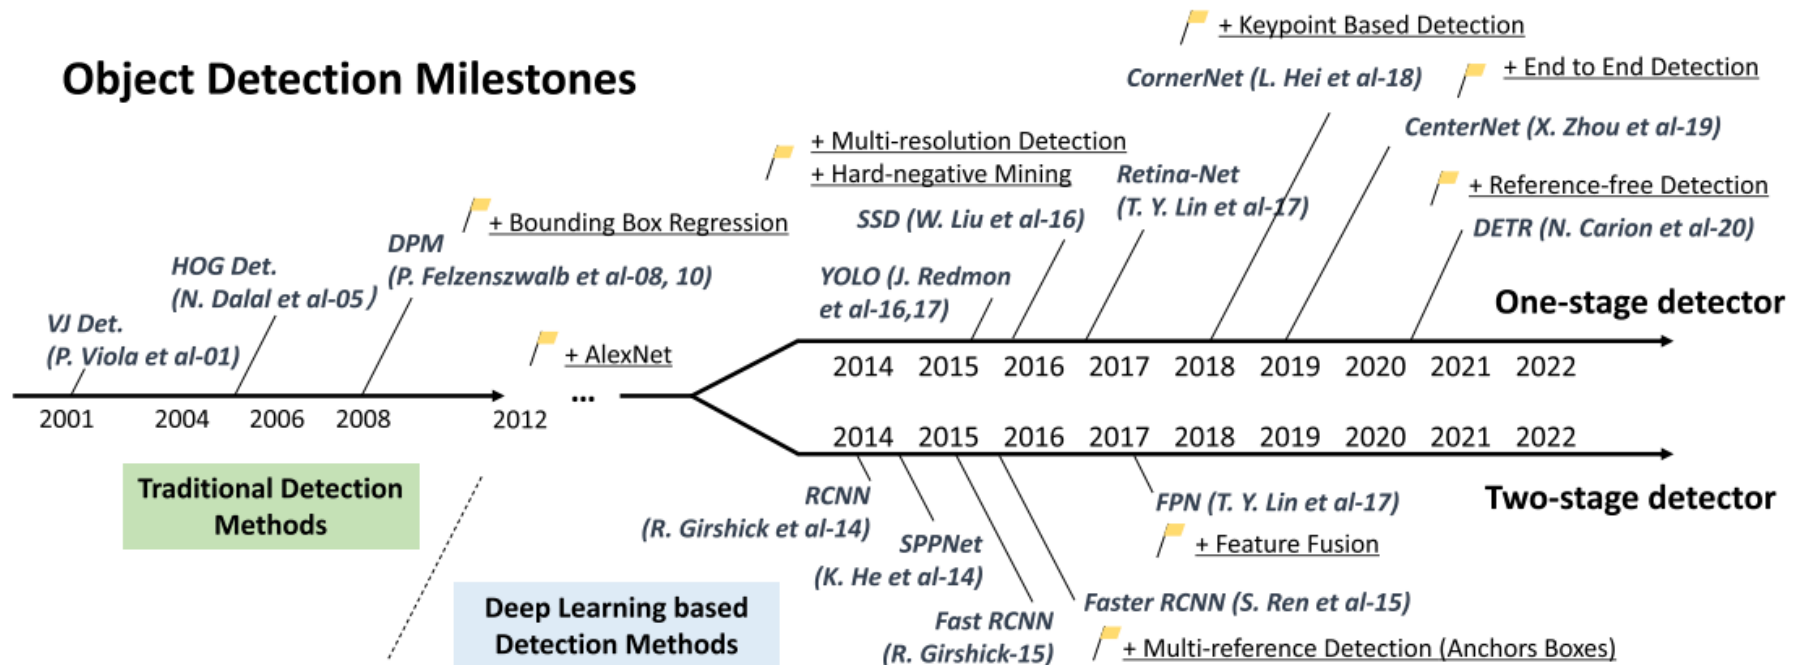 Object Detection Milestones
+ Keypoint Based Detection
CornerNet (L. Hei et al-18)
+ End to End Detection
CenterNet (X. Zhou et al-19)
+ Multi-resolution Detection
+ Hard-negative Mining
SSD (W. Liu et al-16)
Retina-Net
(T. Y. Lin et al-17)
+ Reference-free Detection
DETR (N. Carion et al-20)
+ Bounding Box Regression
DPM
(P. Felzenszwalb et al-08, 10)
HOG Det.
(N. Dalal et al-05)
VJ Det.
(P. Viola et al-01)
YOLO (J. Redmon
et al-16,17)
One-stage detector
+ AlexNet
2014 2015 2016 2017 2018 2019 2020 2021 2022
...
2001 2004 2006 2008 2012
2014 2015 2016 2017 2018 2019 2020 2021 2022
Two-stage detector
Traditional Detection
Methods
RCNN
(R. Girshick et al-14)
SPPNet
(K. He et al-14)
FPN (T. Y. Lin et al-17)
+ Feature Fusion
Deep Learning based
Detection Methods
Fast RCNN
(R. Girshick-15)
Faster RCNN (S. Ren et al-15)
+ Multi-reference Detection (Anchors Boxes)